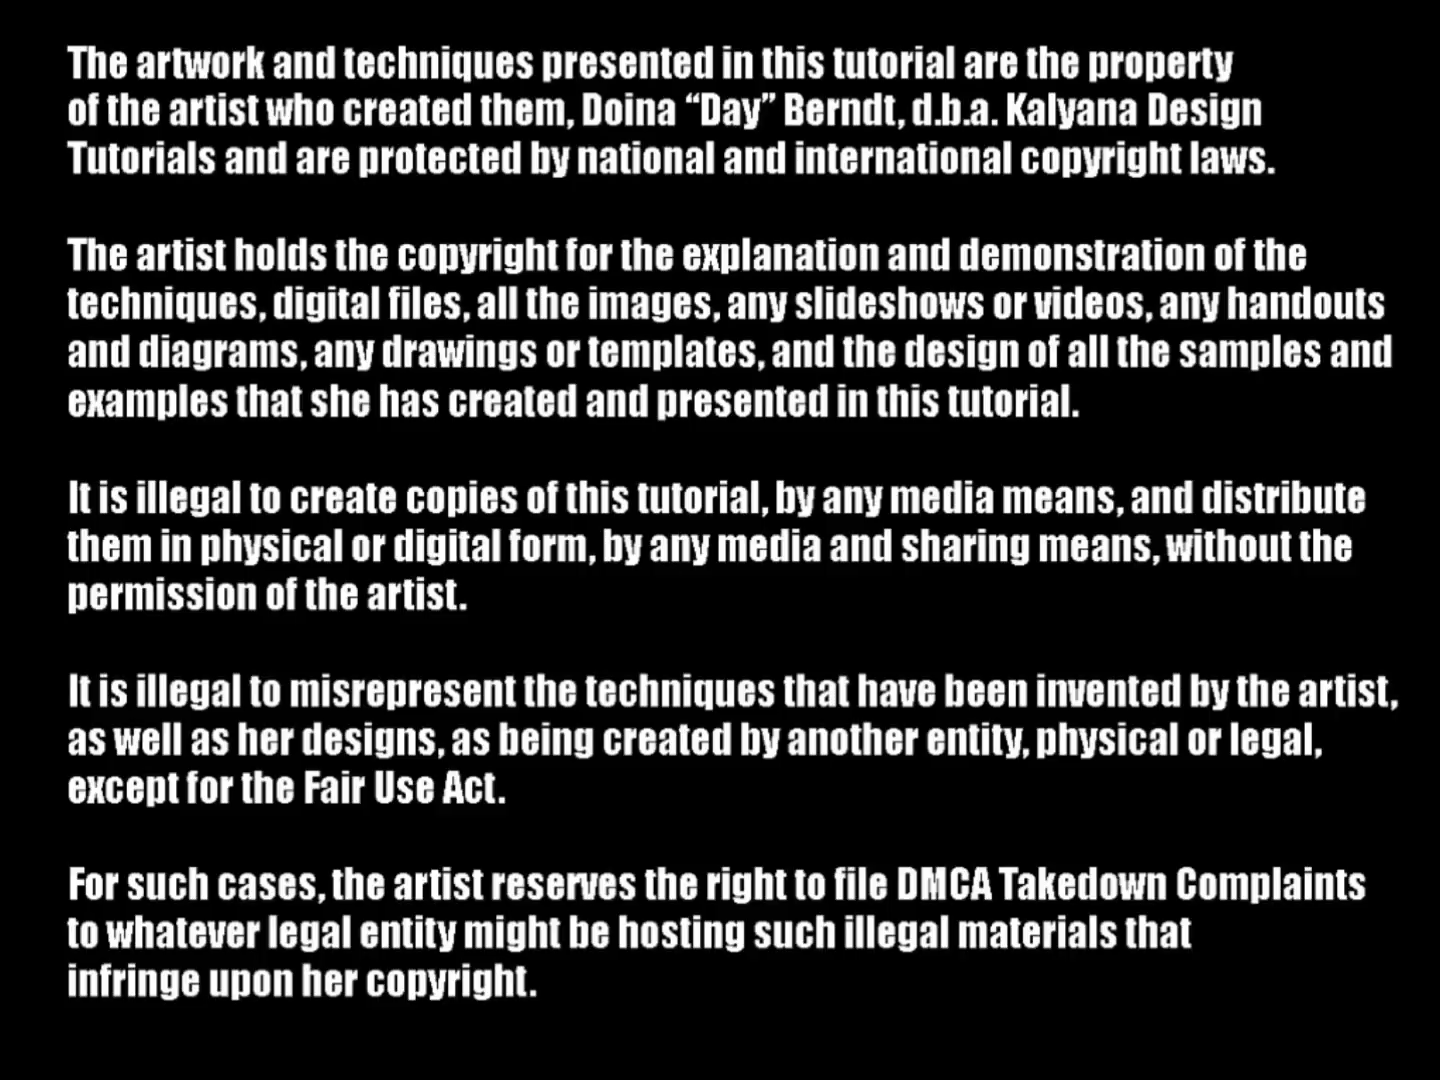 The artwork and techniques presented in this tutorial are the property
of the artist who created them, Doina “Day” Berndt, d.b.a. Kalyana Design
Tutorials and are protected by national and international copyright laws.
The artist holds the copyright for the explanation and demonstration of the
techniques, digital files, all the images, any slideshows or videos, any handouts
and diagrams, any drawings or templates, and the design of all the samples and
examples that she has created and presented in this tutorial.
It is illegal to create copies of this tutorial, by any media means, and distribute
them in physical or digital form, by any media and sharing means, without the
permission of the artist.
It is illegal to misrepresent the techniques that have been invented by the artist,
as well as her designs, as being created by another entity, physical or legal,
except for the Fair Use Act.
For such cases, the artist reserves the right to file DMCA Takedown Complaints
to whatever legal entity might be hosting such illegal materials that
infringe upon her copyright.